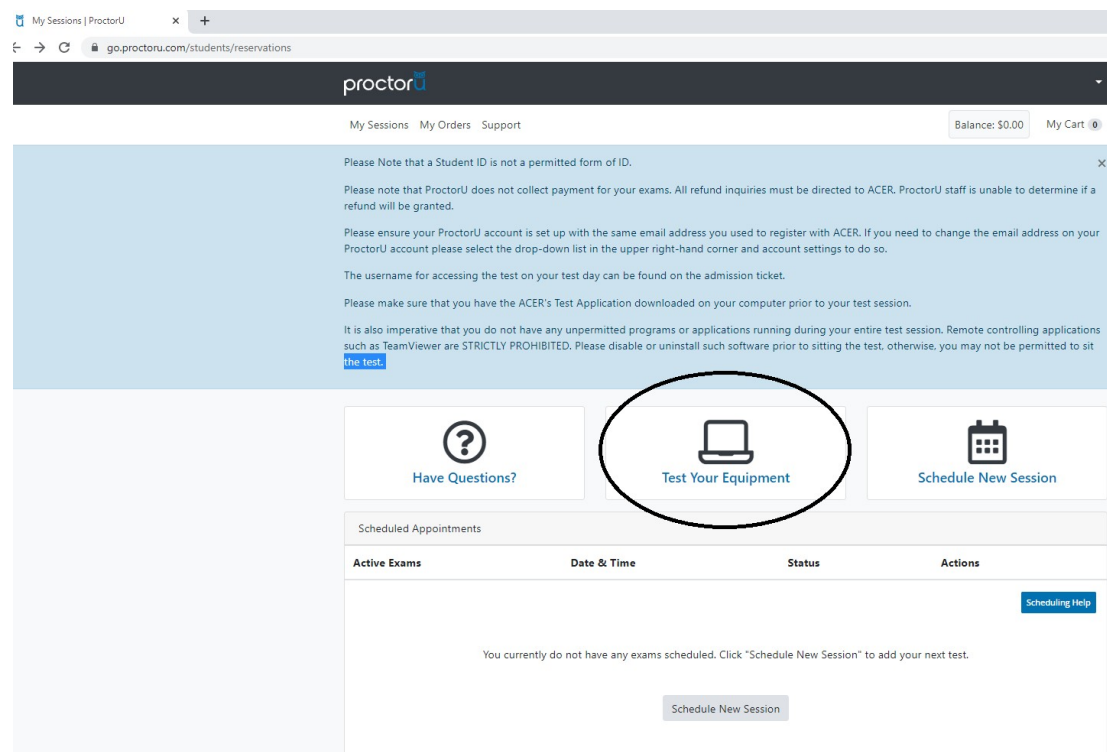 My Sessions | ProctorU
go.proctoru.com/students/reservations
proctorU
My Sessions My Orders Support Balance: $0.00 My Cart 0
Please Note that a Student ID is not a permitted form of ID.
Please note that ProctorU does not collect payment for your exams. All refund inquiries must be directed to ACER. ProctorU staff is unable to determine if a
refund will be granted.
Please ensure your ProctorU account is set up with the same email address you used to register with ACER. If you need to change the email address on your
ProctorU account please select the drop-down list in the upper right-hand corner and account settings to do so.
The username for accessing the test on your test day can be found on the admission ticket.
Please make sure that you have the ACER's Test Application downloaded on your computer prior to your test session.
It is also imperative that you do not have any unpermitted programs or applications running during your entire test session. Remote controlling applications
such as TeamViewer are STRICTLY PROHIBITED. Please disable or uninstall such software prior to sitting the test, otherwise, you may not be permitted to sit
the test.
Have Questions? Test Your Equipment Schedule New Session
Scheduled Appointments
Active Exams Date & Time Status Actions
Scheduling Help
You currently do not have any exams scheduled. Click "Schedule New Session" to add your next test.
Schedule New Session